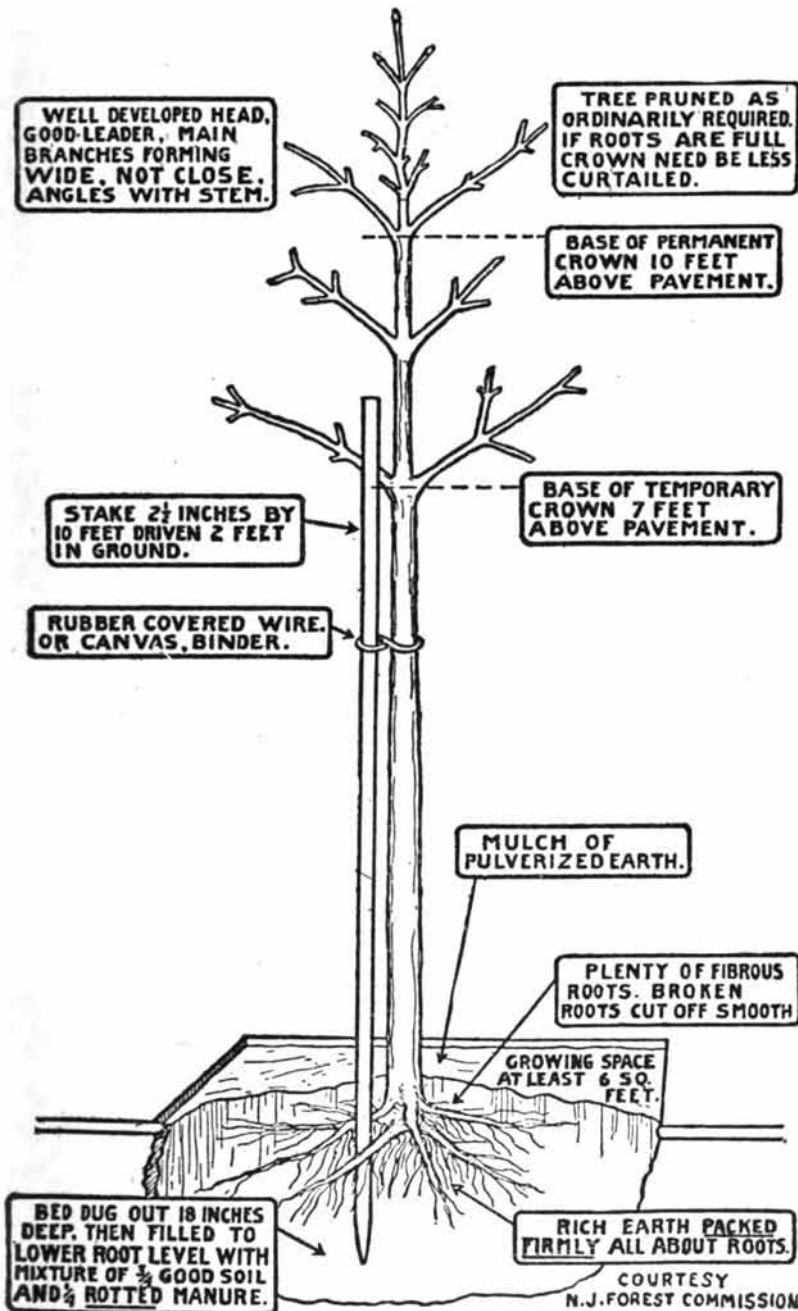 WELL DEVELOPED HEAD,
GOOD LEADER, MAIN
BRANCHES FORMING
WIDE, NOT CLOSE,
ANGLES WITH STEM.
TREE PRUNED AS
ORDINARILY REQUIRED.
IF ROOTS ARE FULL
CROWN NEED BE LESS
CURTAILED.
BASE OF PERMANENT
CROWN 10 FEET
ABOVE PAVEMENT.
STAKE 2½ INCHES BY
10 FEET DRIVEN 2 FEET
IN GROUND.
BASE OF TEMPORARY
CROWN 7 FEET
ABOVE PAVEMENT.
RUBBER COVERED WIRE.
OR CANVAS, BINDER.
MULCH OF
PULVERIZED EARTH.
PLENTY OF FIBROUS
ROOTS. BROKEN
ROOTS CUT OFF SMOOTH
GROWING SPACE
AT LEAST 6 SQ.
FEET.
BED DUG OUT 18 INCHES
DEEP. THEN FILLED TO
LOWER ROOT LEVEL WITH
MIXTURE OF ¾ GOOD SOIL
AND ¼ ROTTED MANURE.
RICH EARTH PACKED
FIRMLY ALL ABOUT ROOTS.
COURTESY
N.J. FOREST COMMISSION